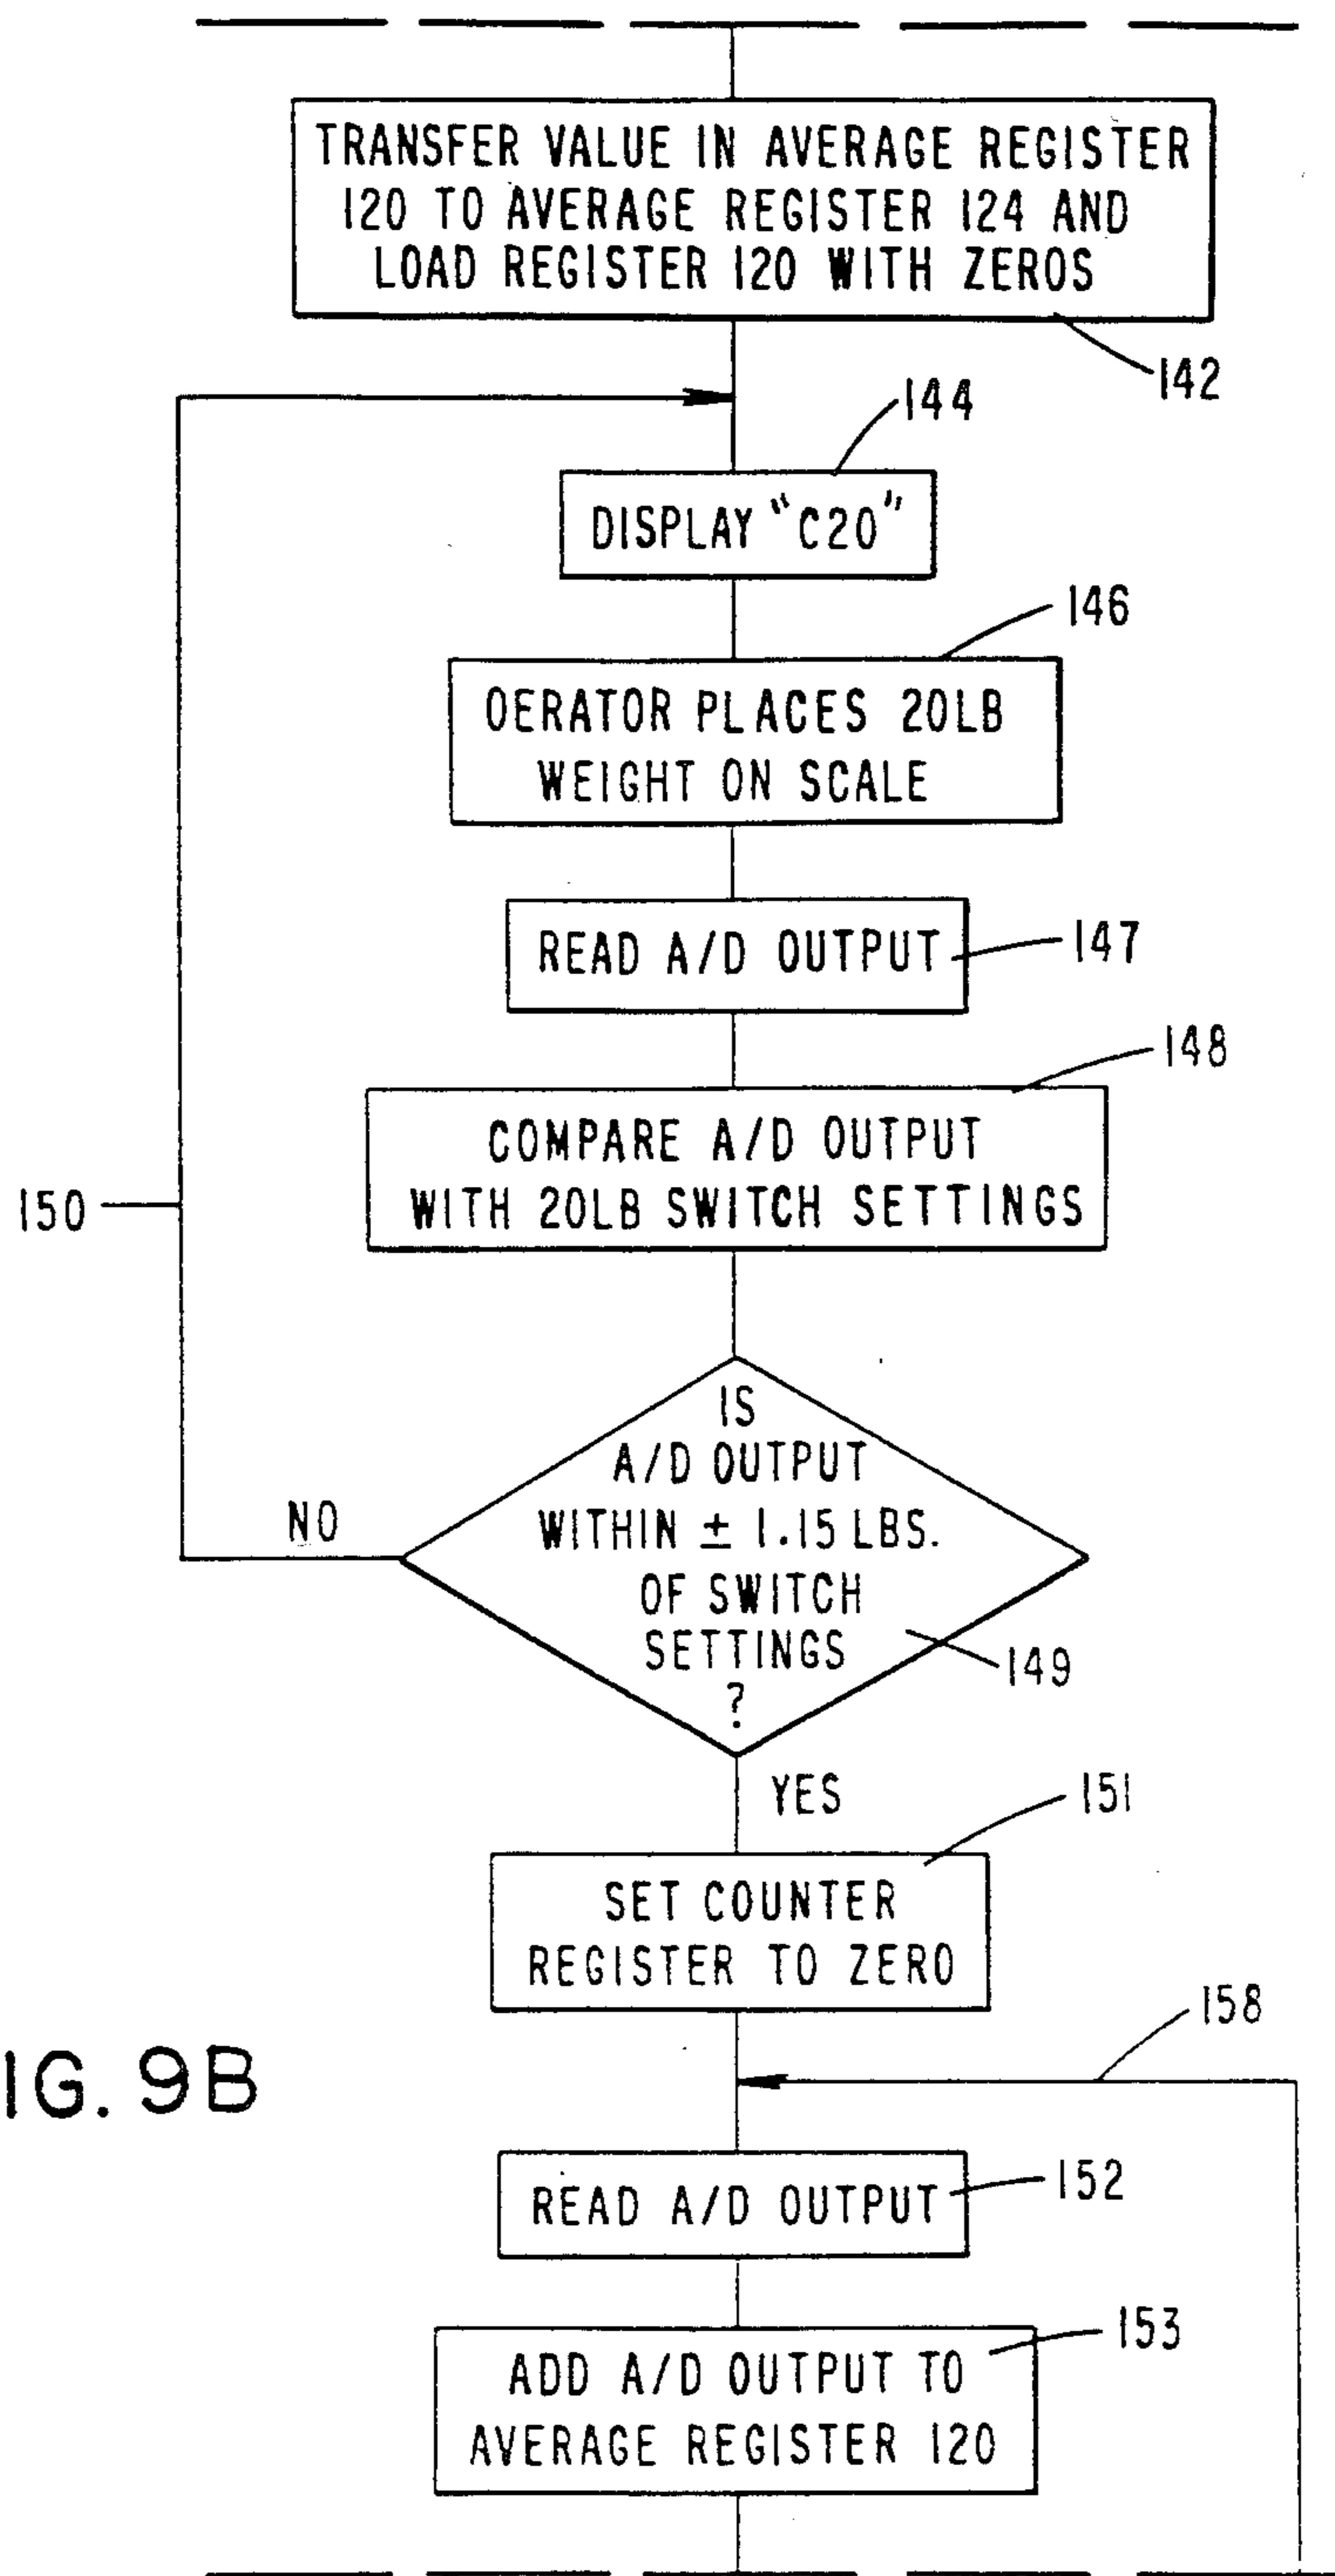 TRANSFER VALUE IN AVERAGE REGISTER
120 TO AVERAGE REGISTER 124 AND
LOAD REGISTER 120 WITH ZEROS
142
144
DISPLAY "C20"
146
OERATOR PLACES 20LB
WEIGHT ON SCALE
READ A/D OUTPUT
147
148
COMPARE A/D OUTPUT
WITH 20LB SWITCH SETTINGS
150
IS
A/D OUTPUT
WITHIN ± 1.15 LBS.
OF SWITCH
SETTINGS
?
NO
149
YES
151
SET COUNTER
REGISTER TO ZERO
158
IG. 9B
READ A/D OUTPUT
152
153
ADD A/D OUTPUT TO
AVERAGE REGISTER 120